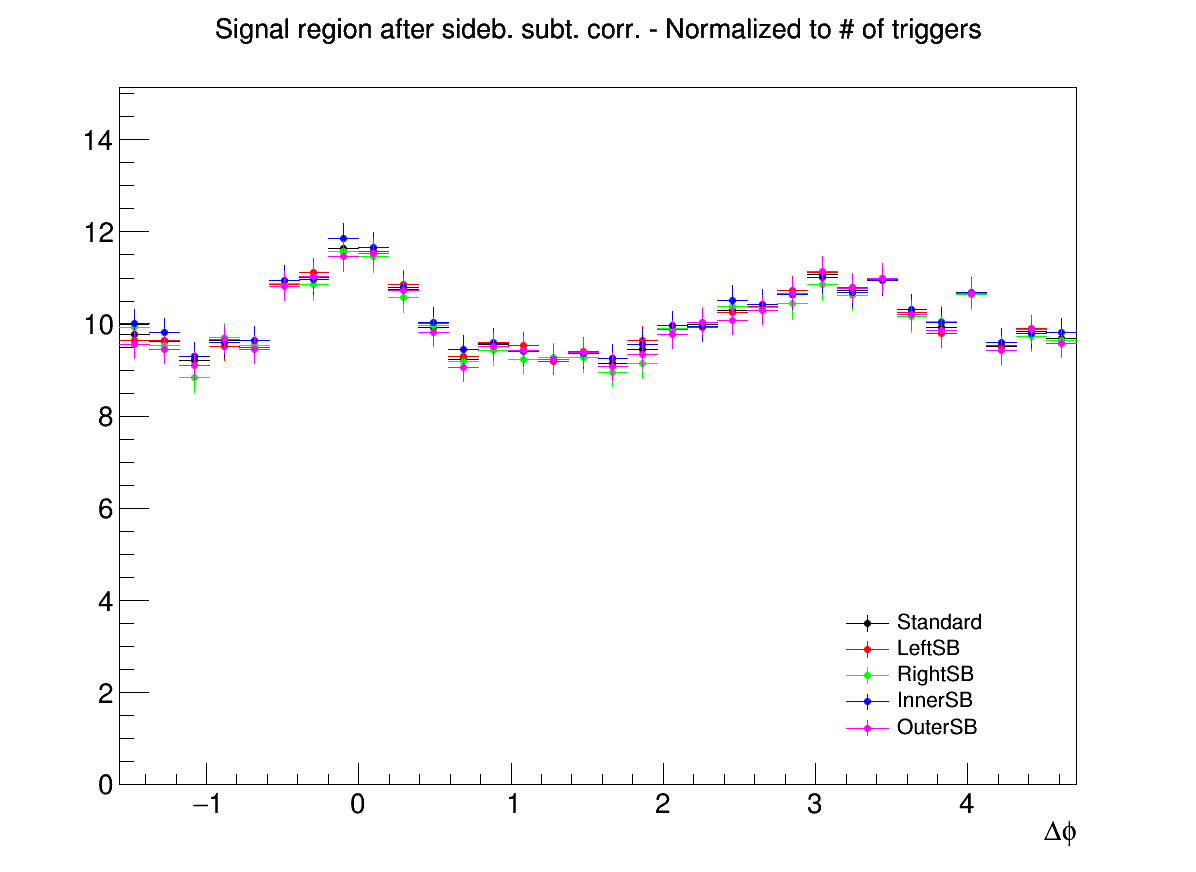 Signal region after sideb. subt. corr. - Normalized to # of triggers
14
12
10
8
6
4
2
0
−1 0 1 2 3 4
Δϕ
Standard
LeftSB
RightSB
InnerSB
OuterSB